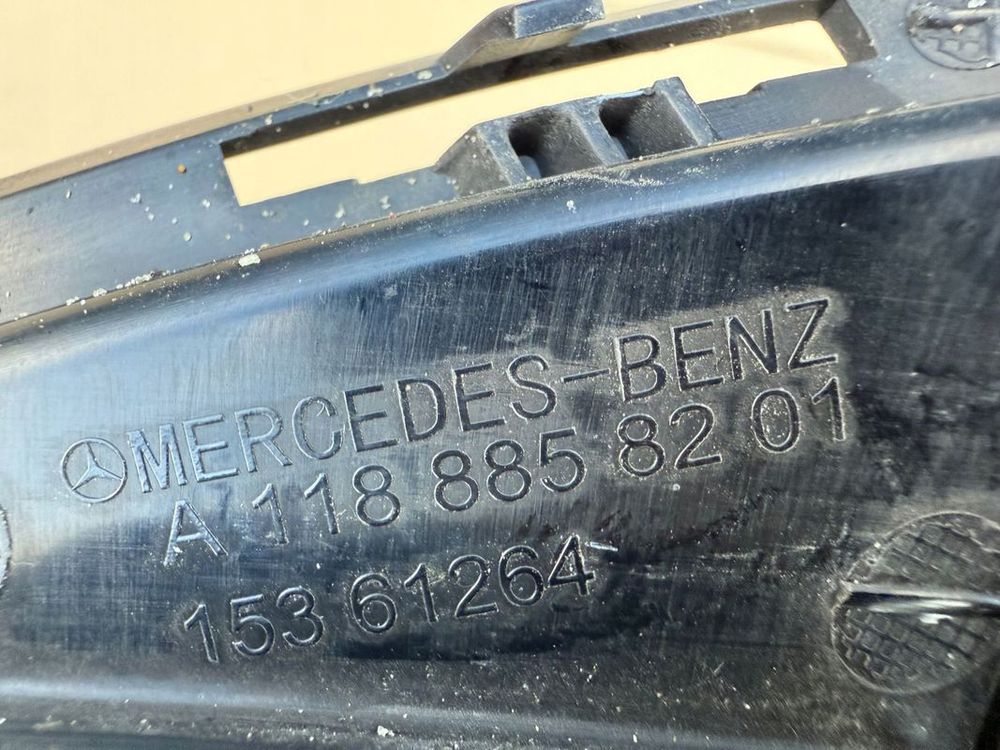 MERCEDES-BENZ
A 118 885 82 01
153 61264